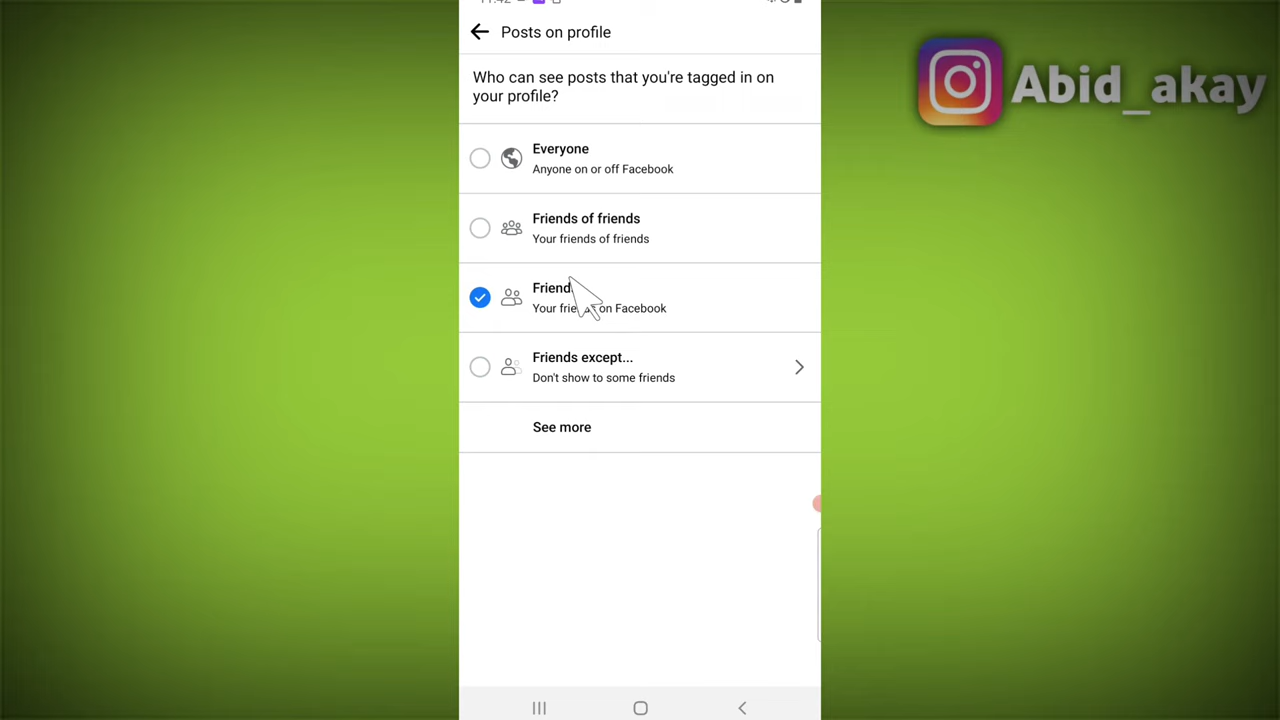 Posts on profile
Abid_akay
Who can see posts that you're tagged in on
your profile?
Everyone
Anyone on or off Facebook
Friends of friends
Your friends of friends
Your on Facebook
Friends except...
Don't show to some friends
See more